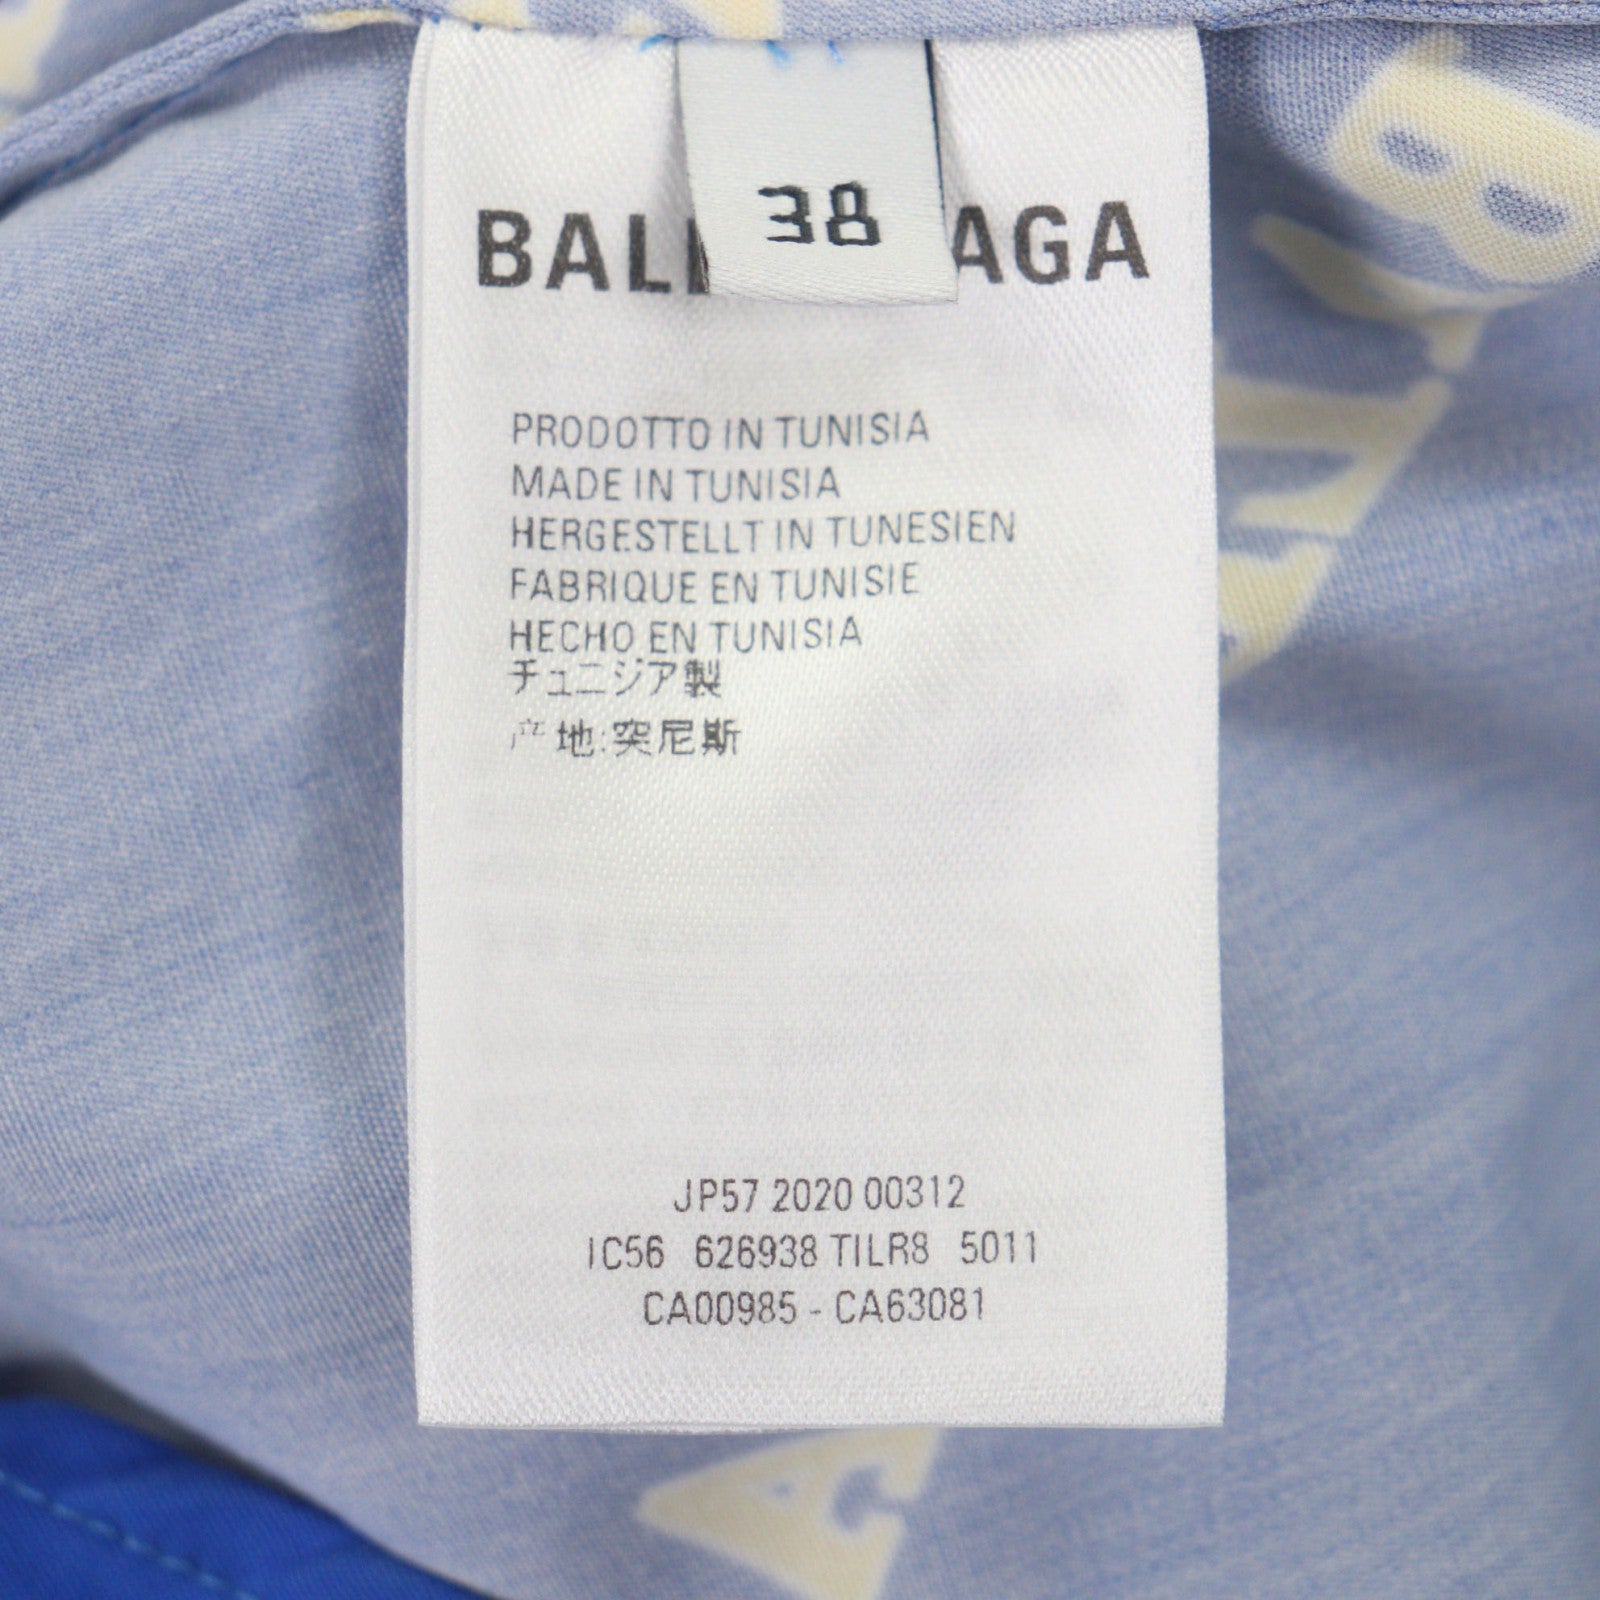 38
BAL AGA
PRODOTTO IN TUNISIA
MADE IN TUNISIA
HERGESTELLT IN TUNESIEN
FABRIQUE EN TUNISIE
HECHO EN TUNISIA
チュニジア製
产地:突尼斯
JP57 2020 00312
IC56 626938 TILR8 5011
CA00985 - CA63081
B
A